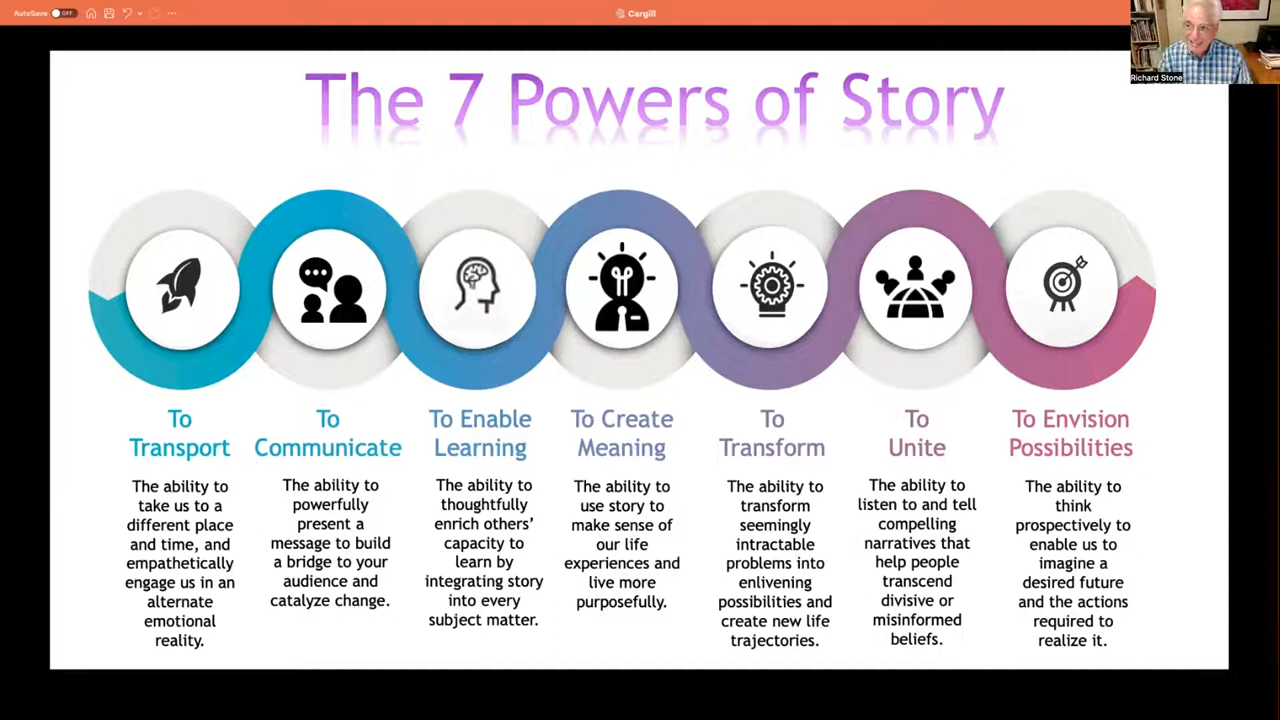 AutoSave OFF
Cargill
Richard Stone
The 7 Powers of Story
To
Transport
The ability to
take us to a
different place
and time, and
empathetically
engage us in an
alternate
emotional
reality.
To
Communicate
The ability to
powerfully
present a
message to build
a bridge to your
audience and
catalyze change.
To Enable
Learning
The ability to
thoughtfully
enrich others’
capacity to
learn by
integrating story
into every
subject matter.
To Create
Meaning
The ability to
use story to
make sense of
our life
experiences and
live more
purposefully.
To
Transform
The ability to
transform
seemingly
intractable
problems into
enlivening
possibilities and
create new life
trajectories.
To
Unite
The ability to
listen to and tell
compelling
narratives that
help people
transcend
divisive or
misinformed
beliefs.
To Envision
Possibilities
The ability to
think
prospectively to
enable us to
imagine a
desired future
and the actions
required to
realize it.